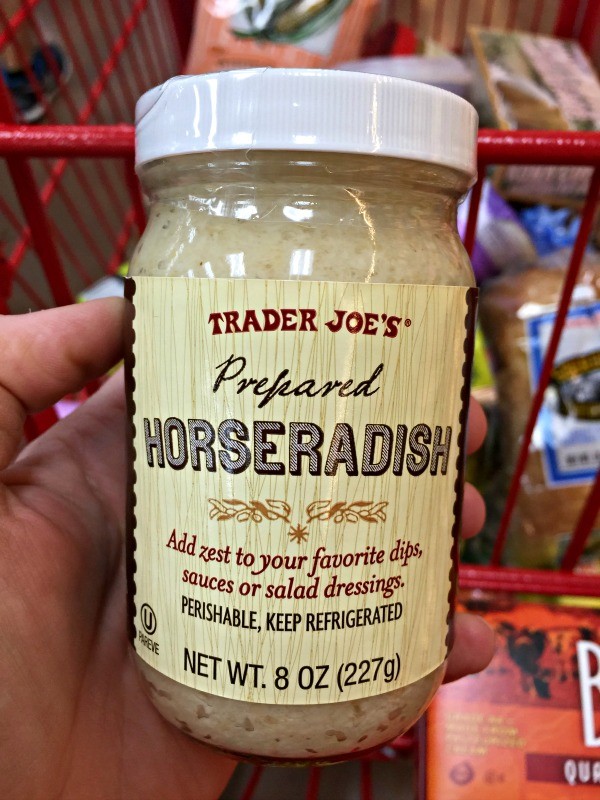 TRADER JOE'S®
Prepared
HORSERADISH
Add zest to your favorite dips,
sauces or salad dressings.
PERISHABLE, KEEP REFRIGERATED
U
PAREVE
NET WT. 8 OZ (227g)